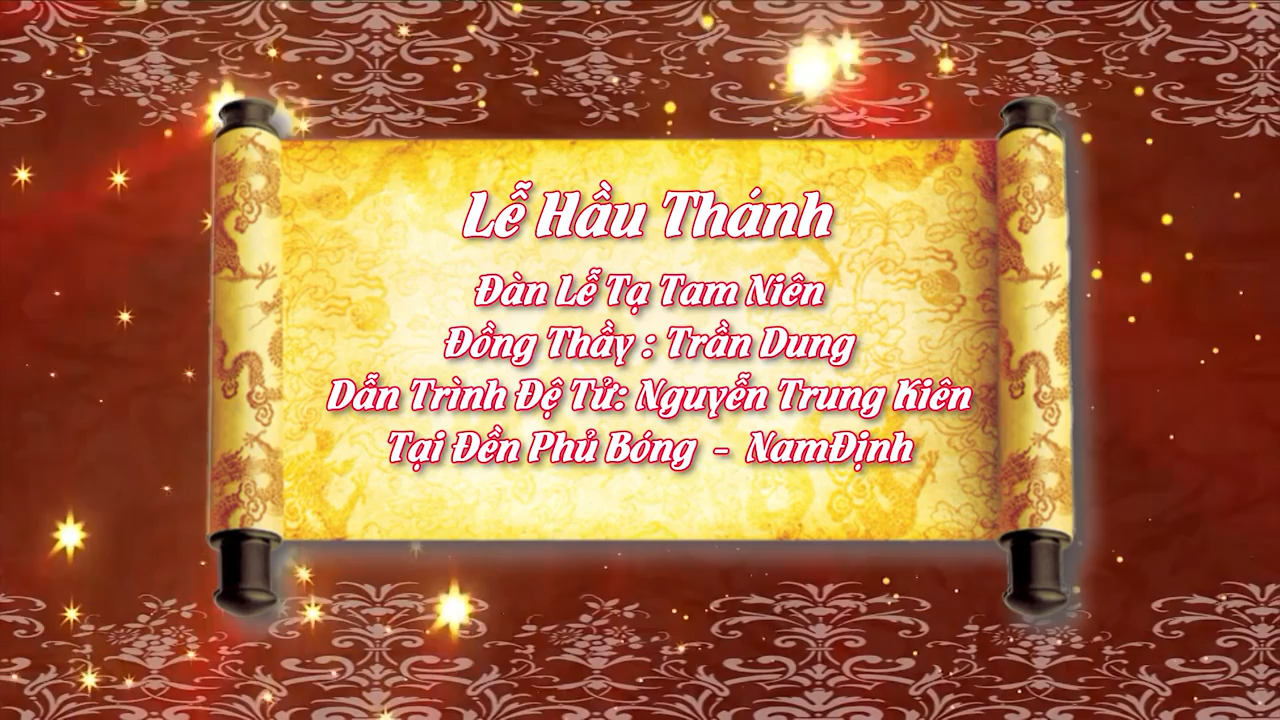 Lễ Hầu Thánh
Đàn Lễ Tạ Tam Niên
Đồng Thầy : Trần Dung
Dẫn Trình Đệ Tử: Nguyễn Trung Kiên
Tại Đền Phủ Bóng - NamĐịnh